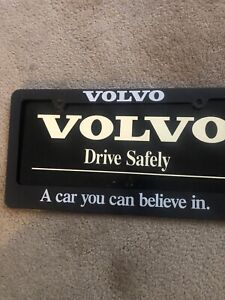 VOLVO
VOLVO
Drive Safely
A car you can believe in.